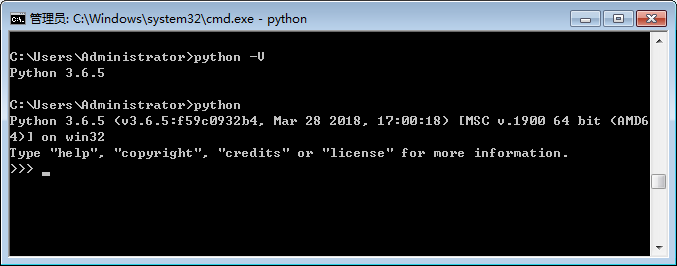 管理员: C:\Windows\system32\cmd.exe - python
C:\Users\Administrator>python -V
Python 3.6.5
C:\Users\Administrator>python
Python 3.6.5 (v3.6.5:f59c0932b4, Mar 28 2018, 17:00:18) [MSC v.1900 64 bit (AMD6
4)] on win32
Type "help", "copyright", "credits" or "license" for more information.
>>> _